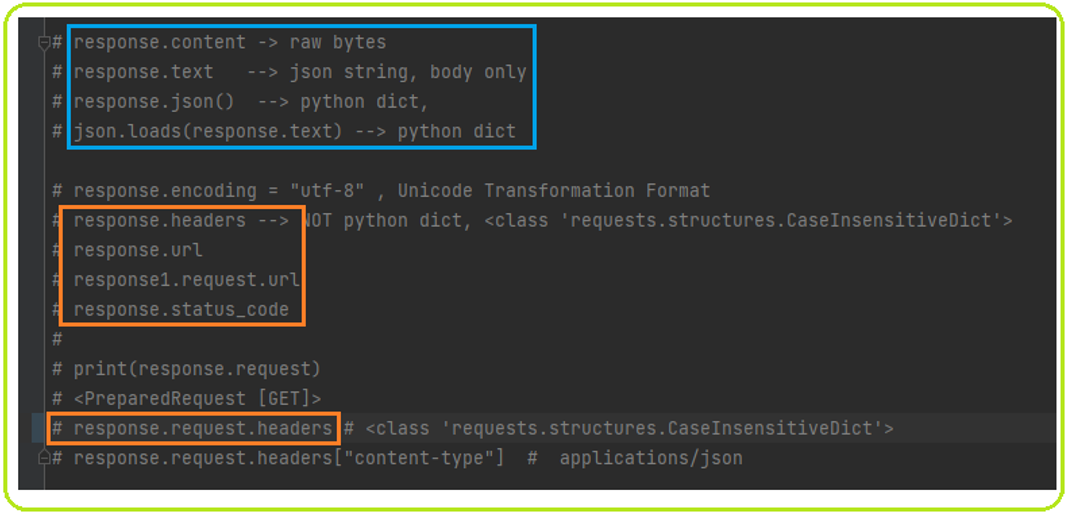 # response.content -> raw bytes
# response.text   --> json string, body only
# response.json()  --> python dict,
# json.loads(response.text) --> python dict
# response.encoding = "utf-8" , Unicode Transformation Format
# response.headers --> NOT python dict, <class 'requests.structures.CaseInsensitiveDict'>
# response.url
# response1.request.url
# response.status_code
#
# print(response.request)
# <PreparedRequest [GET]>
# response.request.headers # <class 'requests.structures.CaseInsensitiveDict'>
# response.request.headers["content-type"]  #  applications/json